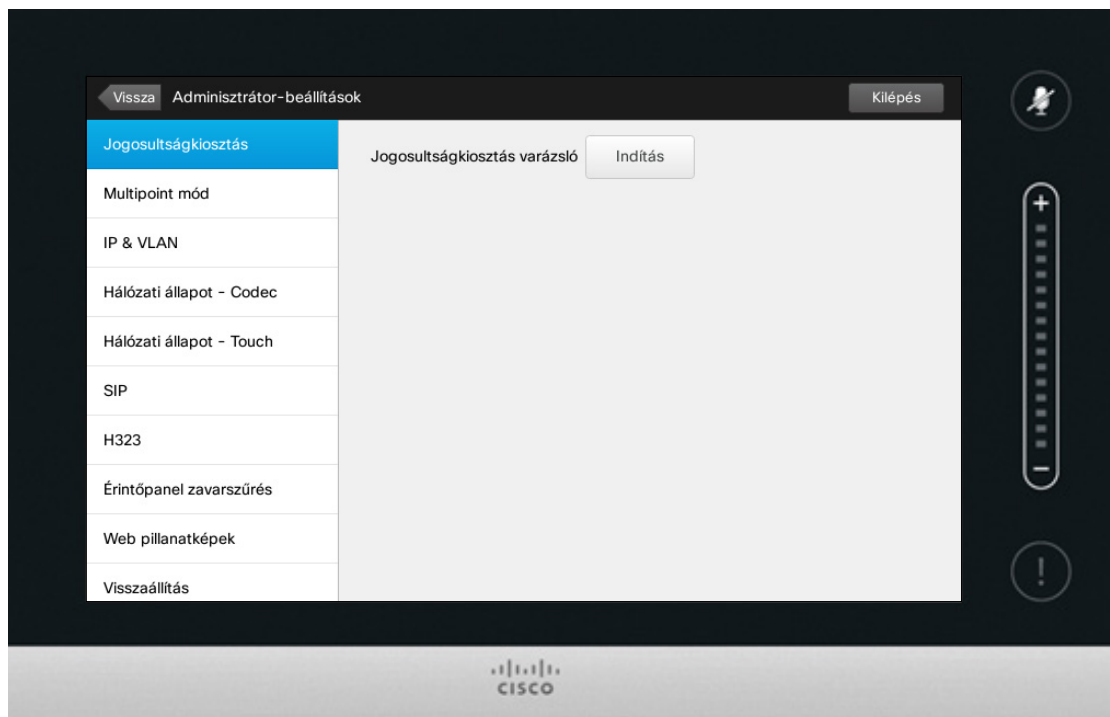 Vissza Adminisztrátor-beállítások Kilépés
Jogosultságkiosztás
Jogosultságkiosztás varázsló Indítás
Multipoint mód
IP & VLAN
Hálózati állapot - Codec
Hálózati állapot - Touch
SIP
H323
Érintőpanel zavarszűrés
Web pillanatképek
Visszaállítás
+
-
!
CISCO